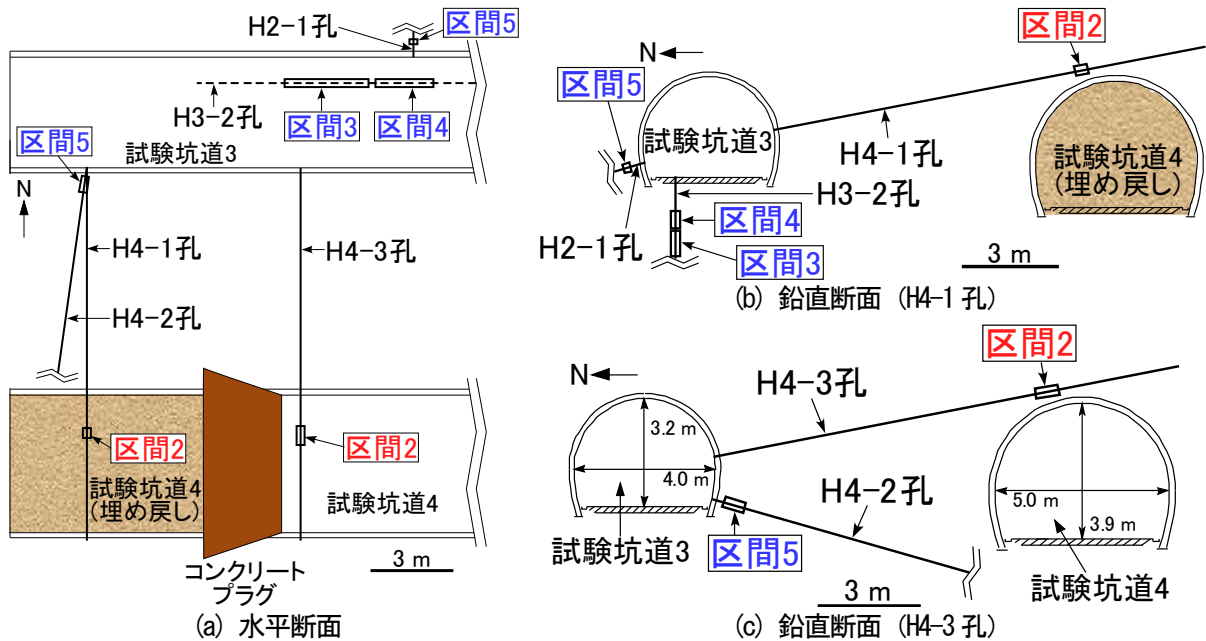 H2-1孔
区間5
H3-2孔
区間3
区間4
区間5
試験坑道3
N
H4-1孔
H4-3孔
H4-2孔
区間2
区間2
試験坑道4
(埋め戻し)
試験坑道4
コンクリート
プラグ
3 m
(a) 水平断面
N
区間2
区間5
試験坑道3
H4-1孔
試験坑道4
(埋め戻し)
H3-2孔
区間4
H2-1孔
区間3
3 m
(b) 鉛直断面 (H4-1 孔)
区間2
N
H4-3孔
3.2 m
4.0 m
H4-2孔
5.0 m
3.9 m
試験坑道3
区間5
試験坑道4
3 m
(c) 鉛直断面 (H4-3 孔)